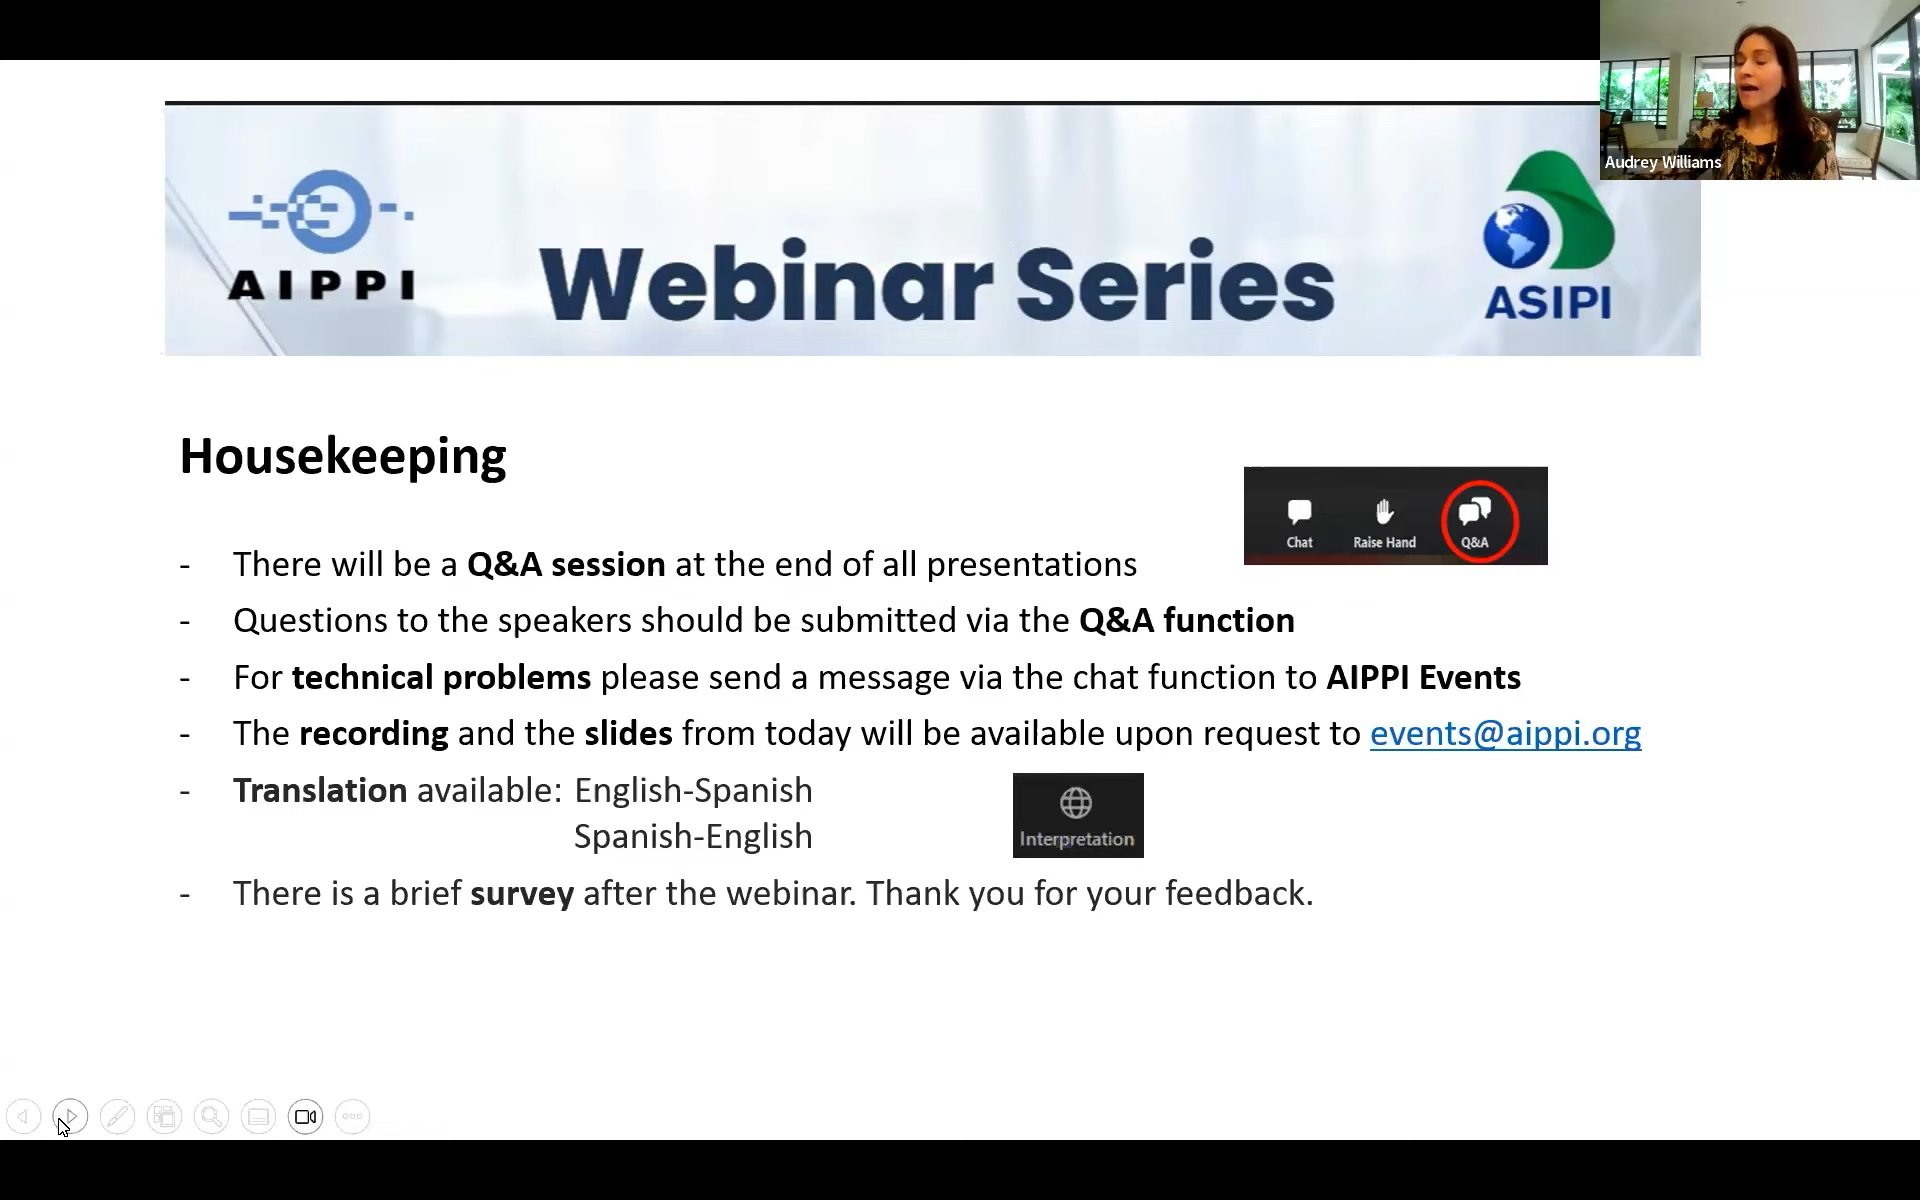 Audrey Williams
AIPPI
Webinar Series
ASIPI
Housekeeping
Chat
Raise Hand
Q&A
- There will be a Q&A session at the end of all presentations
- Questions to the speakers should be submitted via the Q&A function
- For technical problems please send a message via the chat function to AIPPI Events
- The recording and the slides from today will be available upon request to events@aippi.org
- Translation available: English-Spanish
Spanish-English
Interpretation
- There is a brief survey after the webinar. Thank you for your feedback.